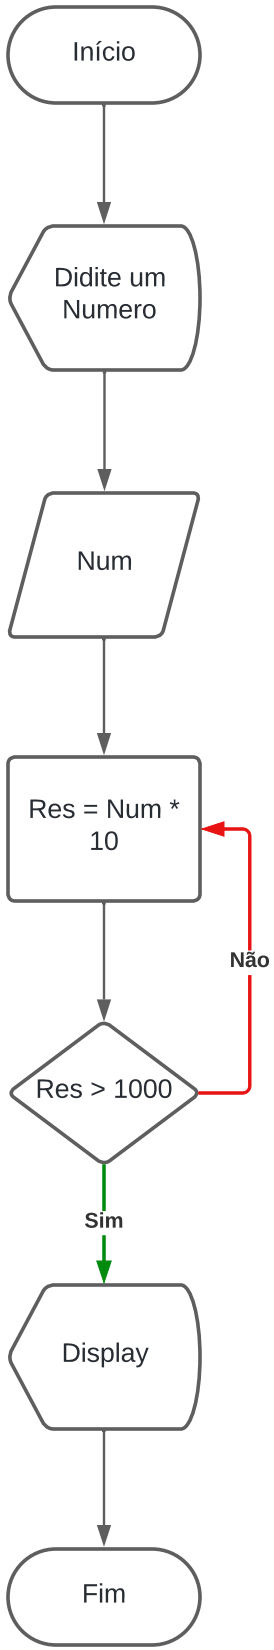 Início
Didite um
Numero
Num
Res = Num *
10
Não
Res > 1000
Sim
Display
Fim